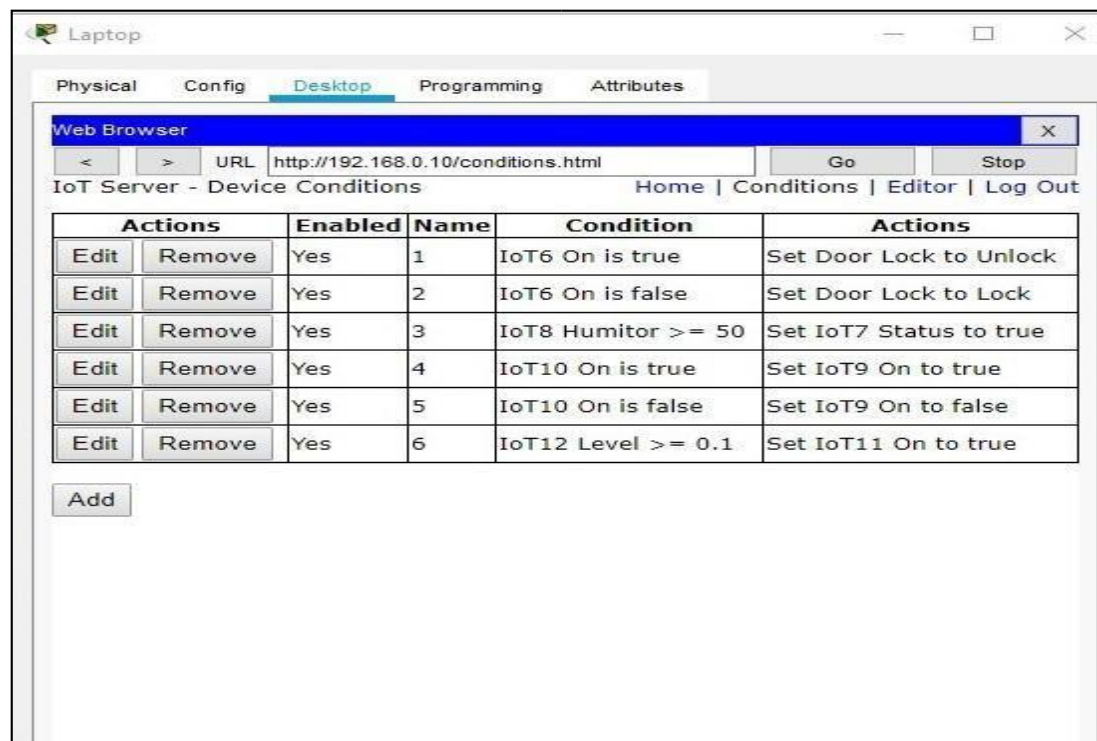 Laptop
Physical Config Desktop Programming Attributes
Web Browser X
< > URL http://192.168.0.10/conditions.html Go Stop
IoT Server - Device Conditions Home | Conditions | Editor | Log Out
Actions Enabled Name Condition Actions
Edit Remove Yes 1 IoT6 On is true Set Door Lock to Unlock
Edit Remove Yes 2 IoT6 On is false Set Door Lock to Lock
Edit Remove Yes 3 IoT8 Humitor >= 50 Set IoT7 Status to true
Edit Remove Yes 4 IoT10 On is true Set IoT9 On to true
Edit Remove Yes 5 IoT10 On is false Set IoT9 On to false
Edit Remove Yes 6 IoT12 Level >= 0.1 Set IoT11 On to true
Add